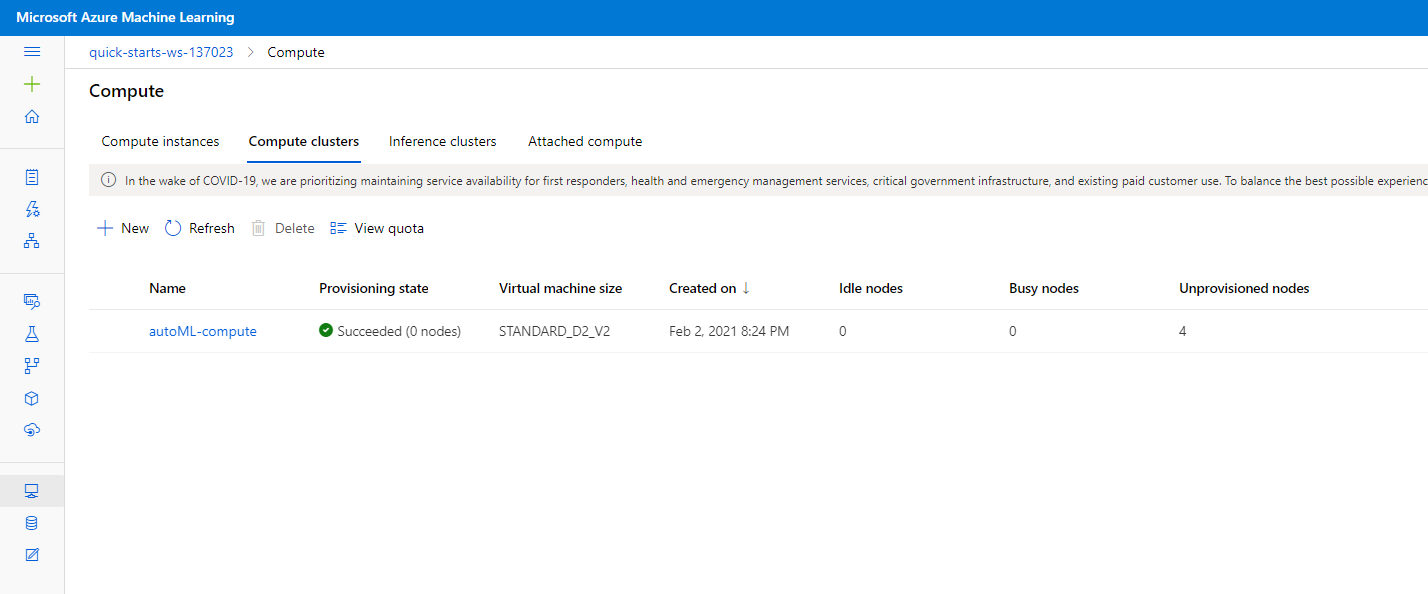 Microsoft Azure Machine Learning
quick-starts-ws-137023 > Compute
Compute
Compute instances Compute clusters Inference clusters Attached compute
In the wake of COVID-19, we are prioritizing maintaining service availability for first responders, health and emergency management services, critical government infrastructure, and existing paid customer use. To balance the best possible experienc
New Refresh Delete View quota
Name Provisioning state Virtual machine size Created on ↓ Idle nodes Busy nodes Unprovisioned nodes
autoML-compute Succeeded (0 nodes) STANDARD_D2_V2 Feb 2, 2021 8:24 PM 0 0 4